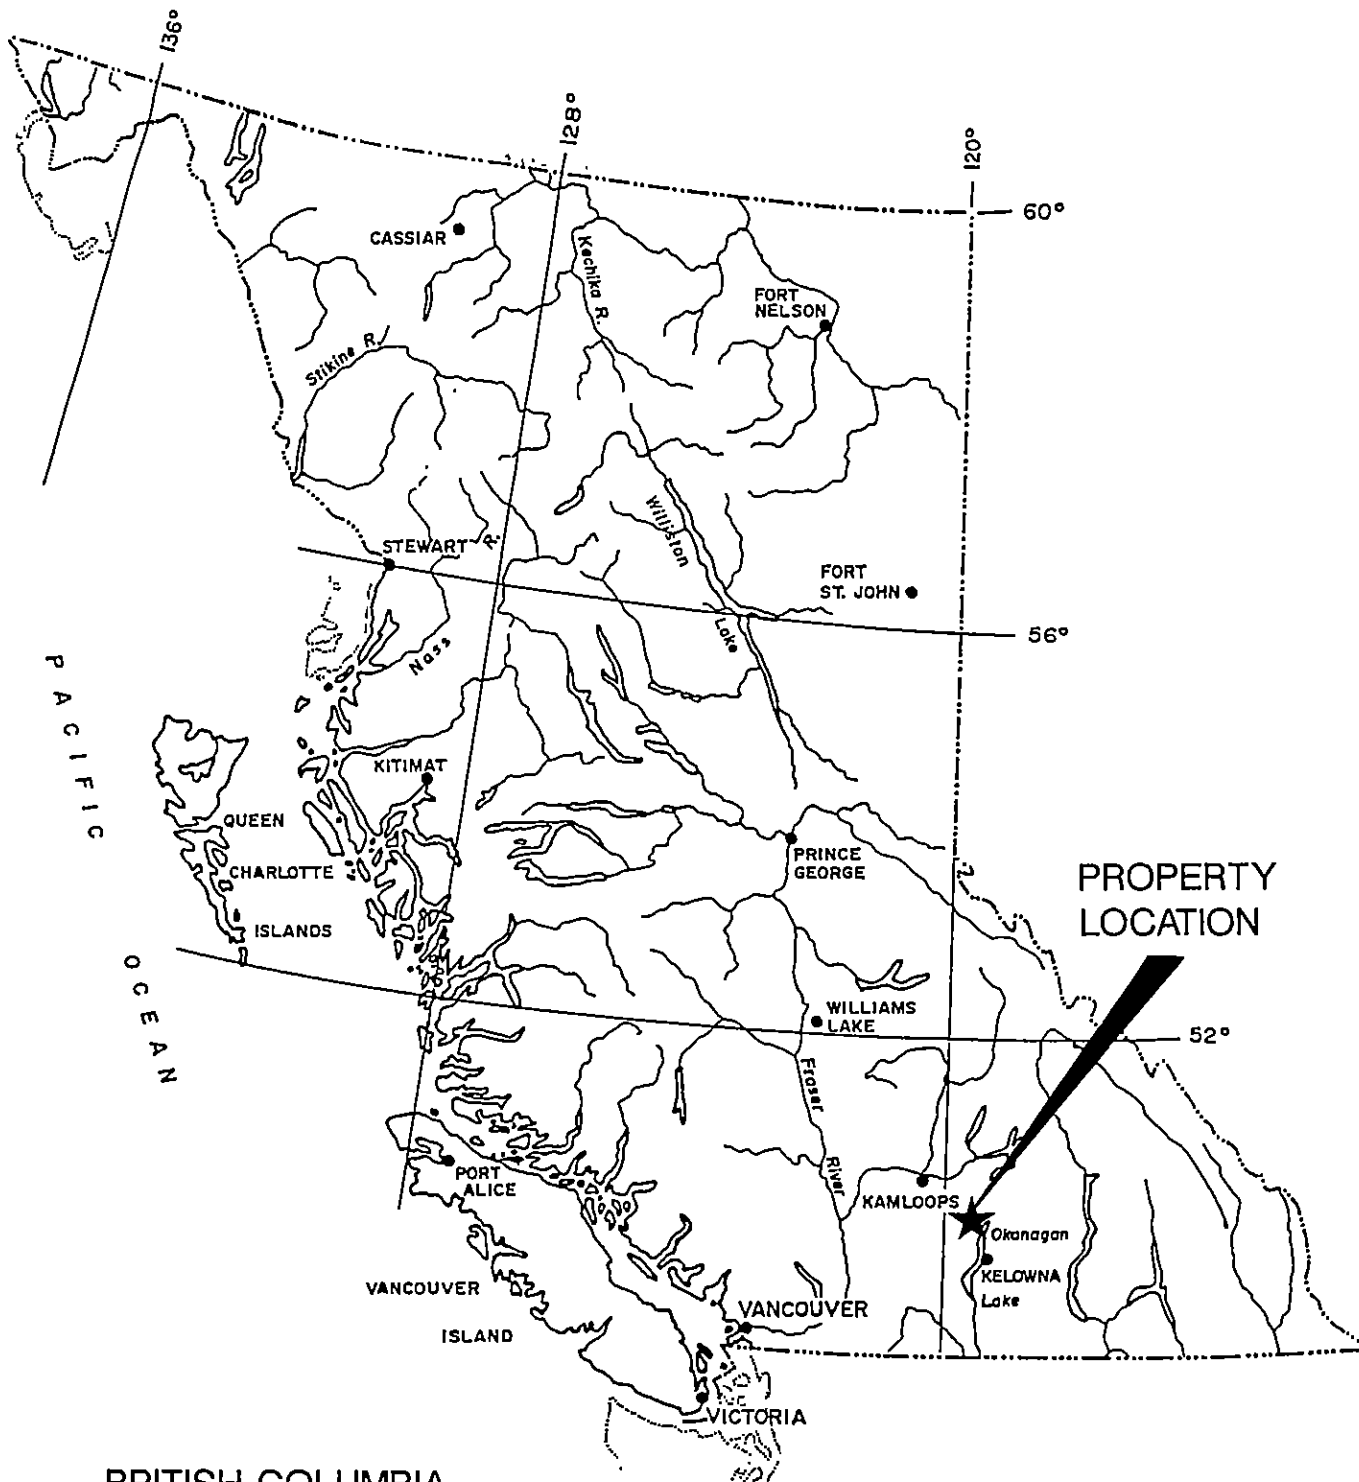 136°
128°
120°
60°
CASSIAR
Kechika R.
FORT
NELSON
Stikine R.
STEWART
R.
Williston
FORT
ST. JOHN
56°
Lake
Nass
PACIFIC
KITIMAT
QUEEN
CHARLOTTE
ISLANDS
PRINCE
GEORGE
PROPERTY
LOCATION
OCEAN
WILLIAMS
LAKE
52°
Fraser
River
PORT
ALICE
KAMLOOPS
Okanagan
KELOWNA
Lake
VANCOUVER
ISLAND
VANCOUVER
VICTORIA
BRITISH COLUMBIA